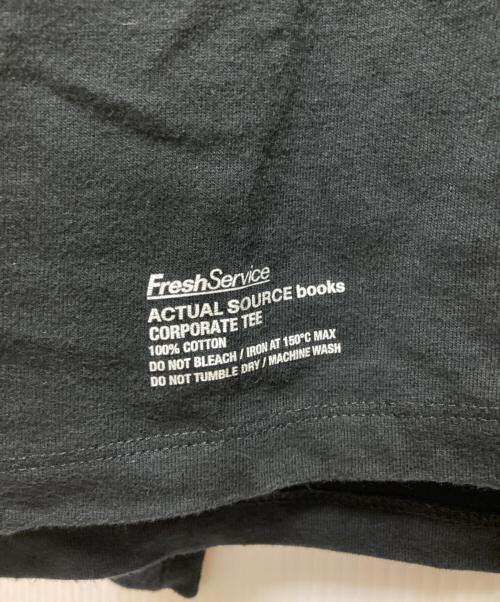 FreshService
ACTUAL SOURCE books
CORPORATE TEE
100% COTTON
DO NOT BLEACH / IRON AT 150°C MAX
DO NOT TUMBLE DRY / MACHINE WASH